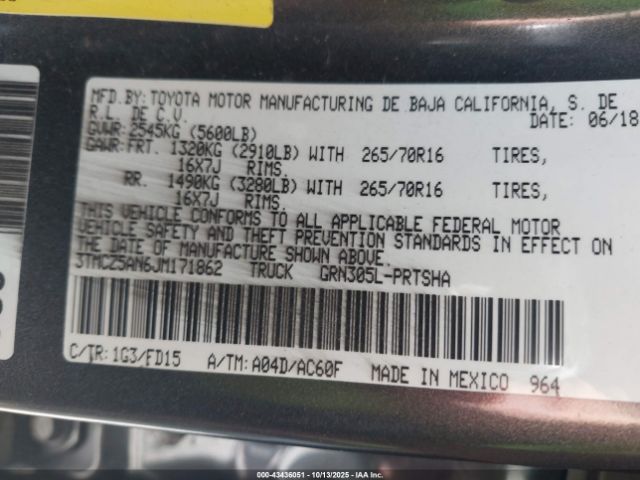 MFD.BY: TOYOTA MOTOR MANUFACTURING DE BAJA CALIFORNIA, S. DE
R.L. DE C.V. DATE: 06/18
GVWR: 2545KG (5600LB)
GAWR: FRT. 1320KG (2910LB) WITH 265/70R16 TIRES,
16X7J RIMS.
RR. 1490KG (3280LB) WITH 265/70R16 TIRES,
16X7J RIMS.
THIS VEHICLE CONFORMS TO ALL APPLICABLE FEDERAL MOTOR
VEHICLE SAFETY AND THEFT PREVENTION STANDARDS IN EFFECT ON
THE DATE OF MANUFACTURE SHOWN ABOVE.
3TMCZ5AN6JM171862 TRUCK GRN305L-PRTSHA
C/TR: 1G3/FD15 A/TM: A04D/AC60F MADE IN MEXICO 964
000-43436051 - 10/13/2025 - IAA Inc.